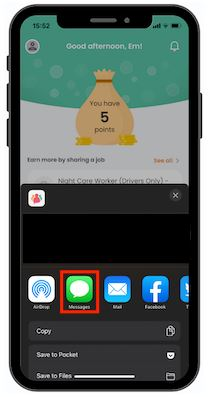 15:52
Good afternoon, Em!
You have
5
points
Earn more by sharing a job
See all >
Night Care Worker (Drivers Only) -
AirDrop
Messages
Mail
Facebook
Copy
Save to Pocket
Save to Files